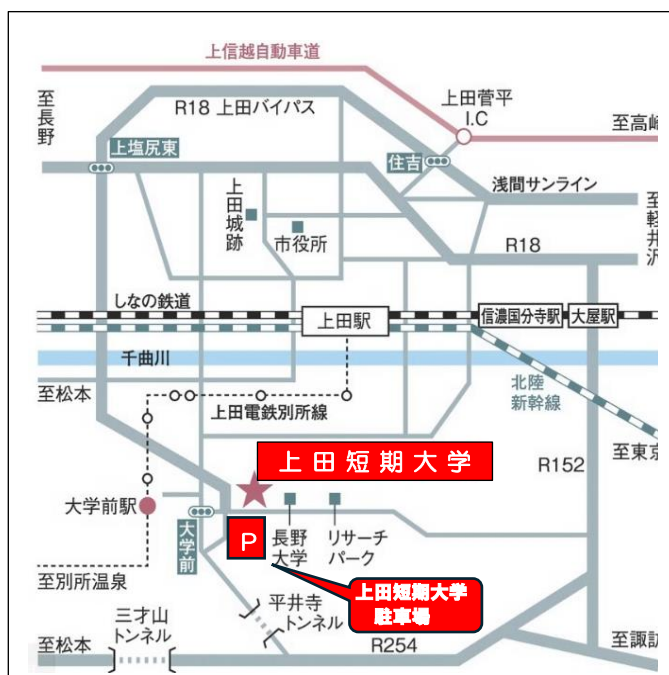 上信越自動車道
至長野
R18 上田バイパス
上田菅平
I.C
至高崎
上塩尻東
住吉
浅間サンライン
上田城跡
市役所
R18
至軽井沢
しなの鉄道
上田駅
信濃国分寺駅
大屋駅
千曲川
至松本
上田電鉄別所線
北陸
新幹線
上田短期大学
至東京
R152
大学前駅
大学前
P
長野
大学
リサーチ
パーク
至別所温泉
上田短期大学
駐車場
三才山
トンネル
平井寺
トンネル
至松本
R254
至諏訪